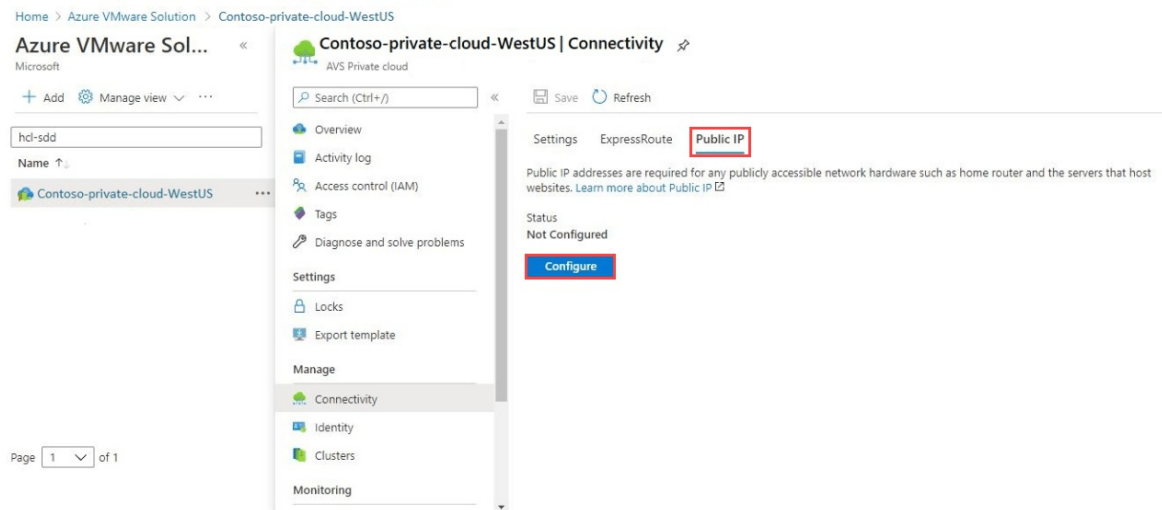 Home > Azure VMware Solution > Contoso-private-cloud-WestUS
Azure VMware Sol... «
Microsoft
+ Add Manage view ...
hcl-sdd
Name ↑↓
Contoso-private-cloud-WestUS ...
Page 1 of 1
Contoso-private-cloud-WestUS | Connectivity
AVS Private cloud
Search (Ctrl+/) «
Overview
Activity log
Access control (IAM)
Tags
Diagnose and solve problems
Settings
Locks
Export template
Manage
Connectivity
Identity
Clusters
Monitoring
Save Refresh
Settings ExpressRoute Public IP
Public IP addresses are required for any publicly accessible network hardware such as home router and the servers that host
websites. Learn more about Public IP
Status
Not Configured
Configure